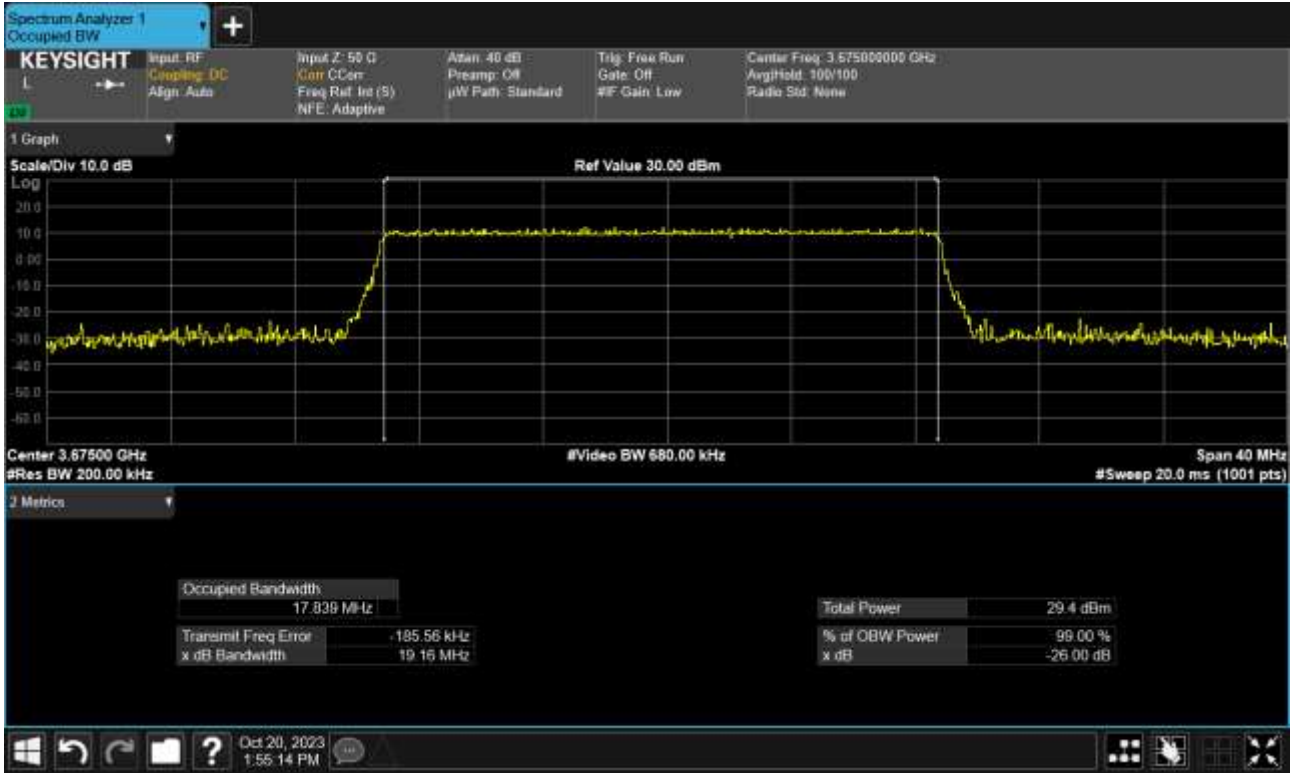 Spectrum Analyzer 1
Occupied BW
KEYSIGHT
L
Input: RF
Coupling: DC
Align: Auto
Input Z: 50 Ω
Corr CCorr
Freq Ref: Int (S)
NFE: Adaptive
Atten: 40 dB
Preamp: Off
µW Path: Standard
Trig: Free Run
Gate: Off
#IF Gain: Low
Center Freq: 3.675000000 GHz
Avg|Hold: 100/100
Radio Std: None
1 Graph
Scale/Div 10.0 dB
Ref Value 30.00 dBm
Log
20.0
10.0
0.00
-10.0
-20.0
-30.0
-40.0
-50.0
-60.0
Center 3.67500 GHz
#Video BW 680.00 kHz
Span 40 MHz
#Res BW 200.00 kHz
#Sweep 20.0 ms (1001 pts)
2 Metrics
Occupied Bandwidth
17.839 MHz
Total Power 29.4 dBm
Transmit Freq Error -185.56 kHz
% of OBW Power 99.00 %
x dB Bandwidth 19.16 MHz
x dB -26.00 dB
?
Oct 20, 2023
1:55:14 PM